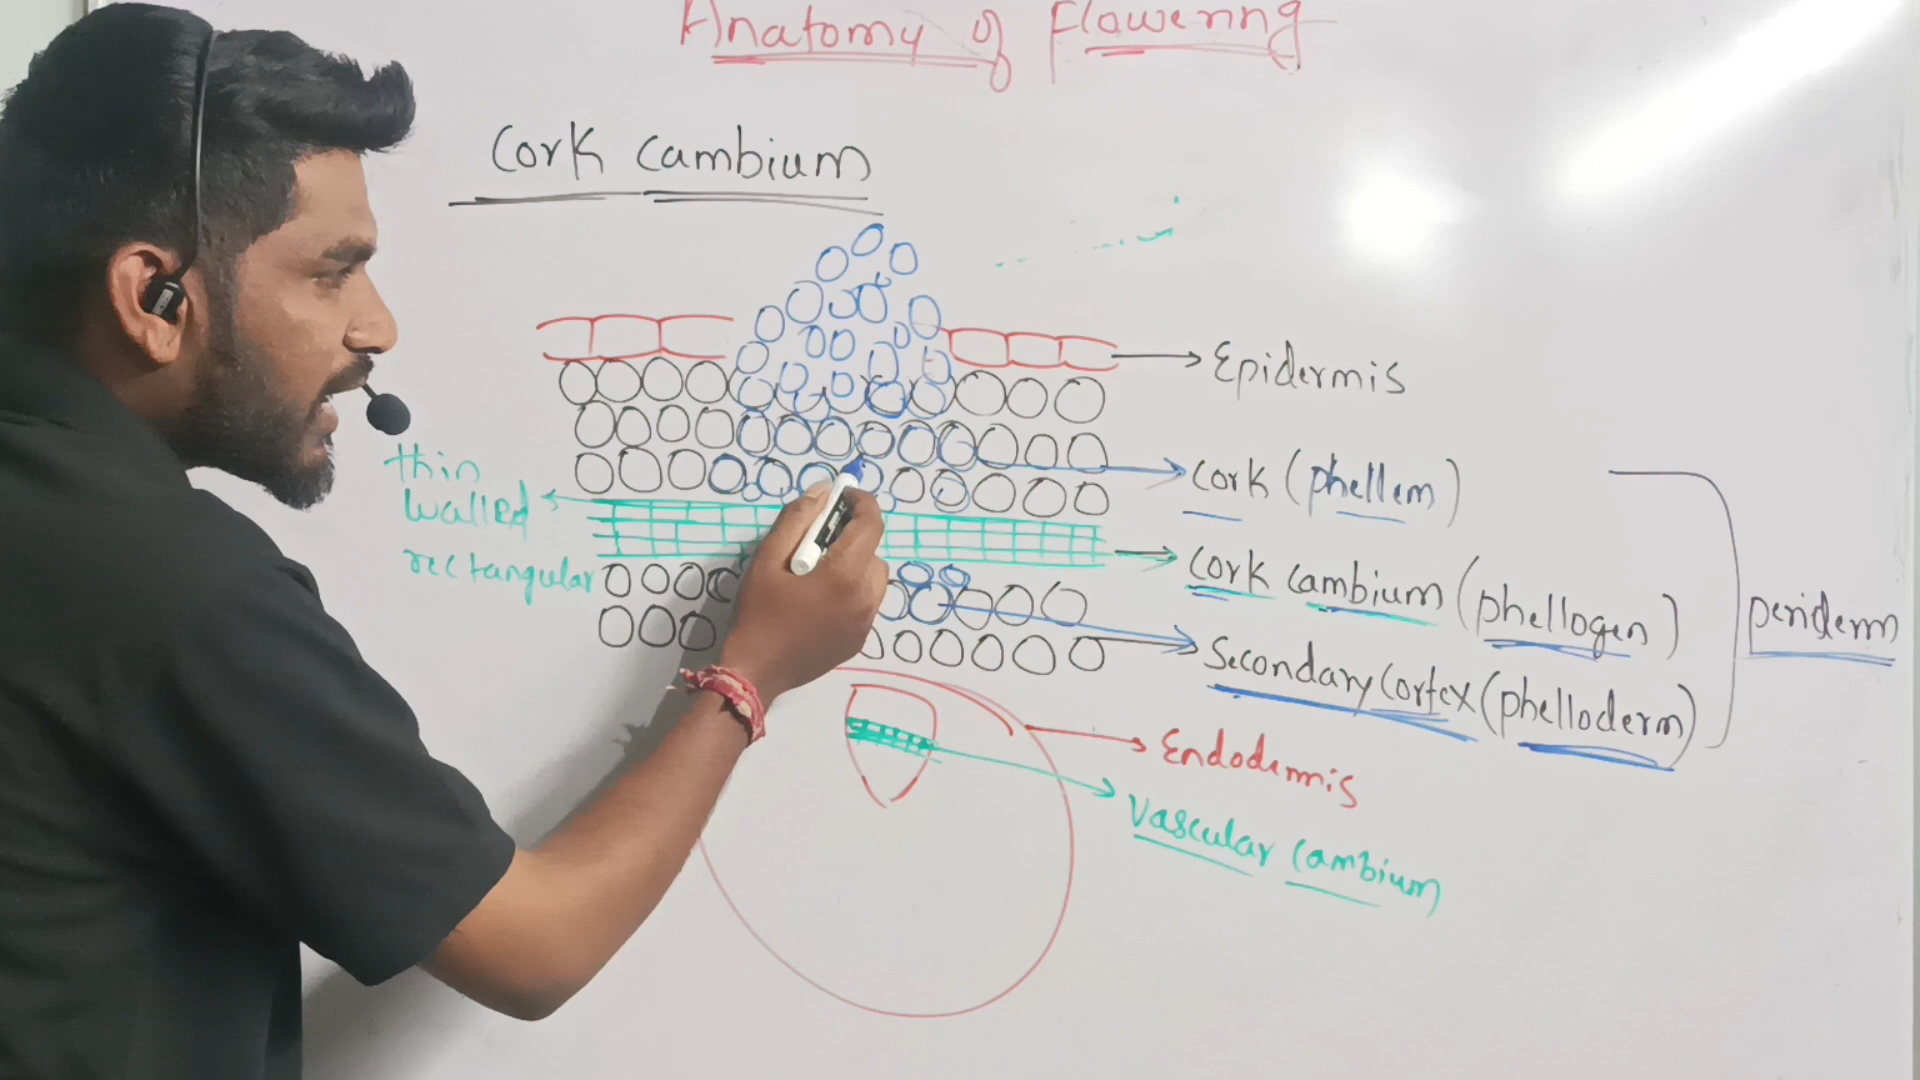 Anatomy of Flowering
Cork Cambium
Epidermis
Cork (phellem)
thin
walled
rectangular
Cork Cambium (phellogen)
periderm
Secondary Cortex (phelloderm)
Endodermis
Vascular Cambium